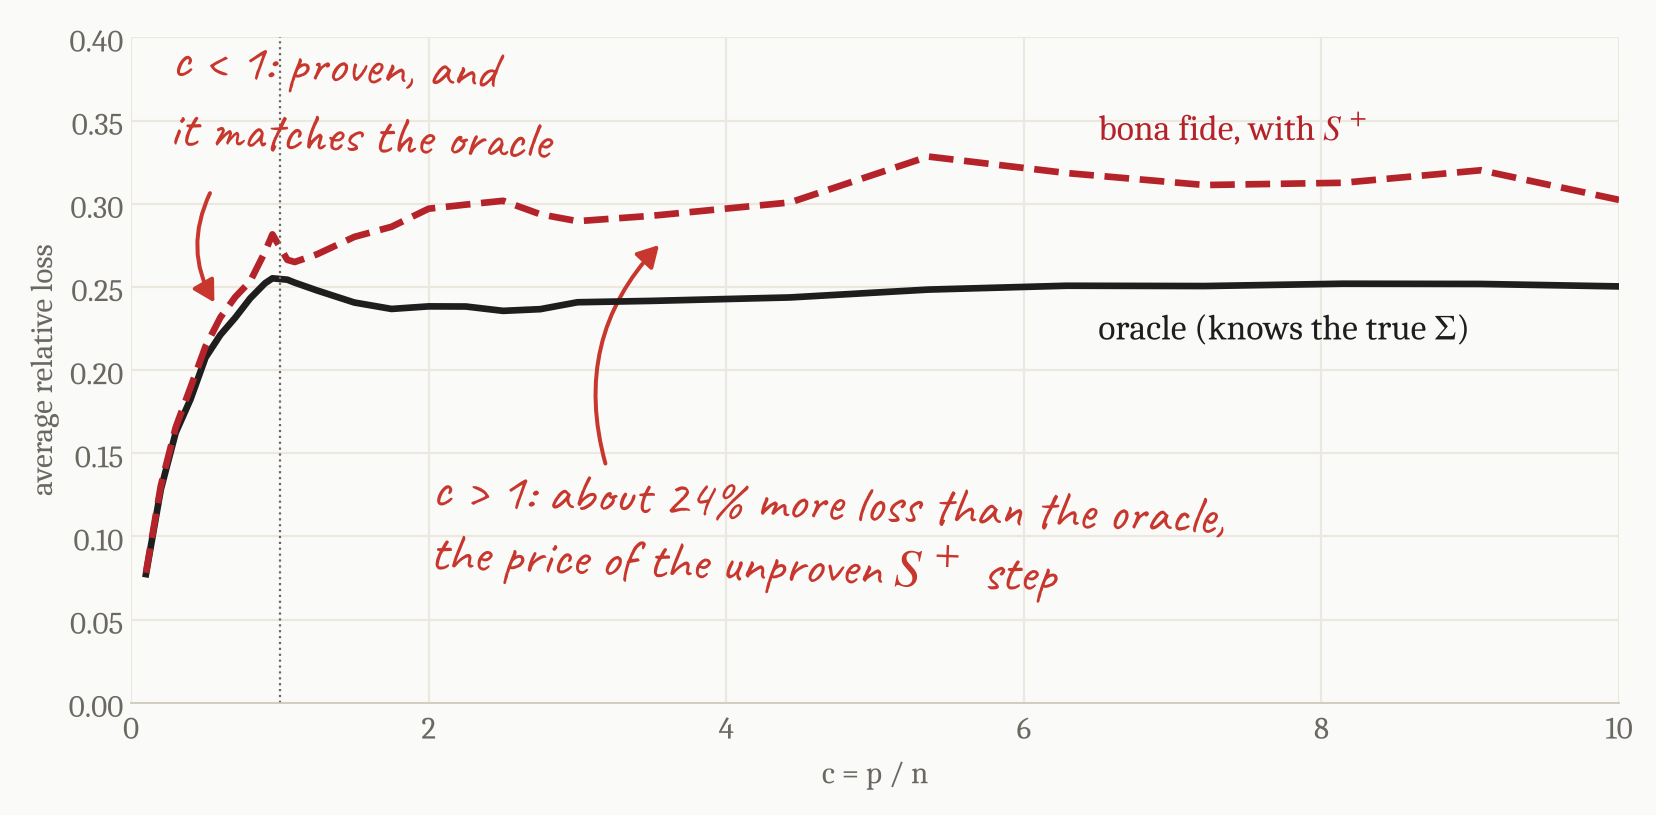 0.40
0.35
0.30
0.25
0.20
0.15
0.10
0.05
0.00
average relative loss
c < 1: proven, and
it matches the oracle
bona fide, with S +
oracle (knows the true Σ)
c > 1: about 24% more loss than the oracle,
the price of the unproven S + step
0 2 4 6 8 10
c = p / n